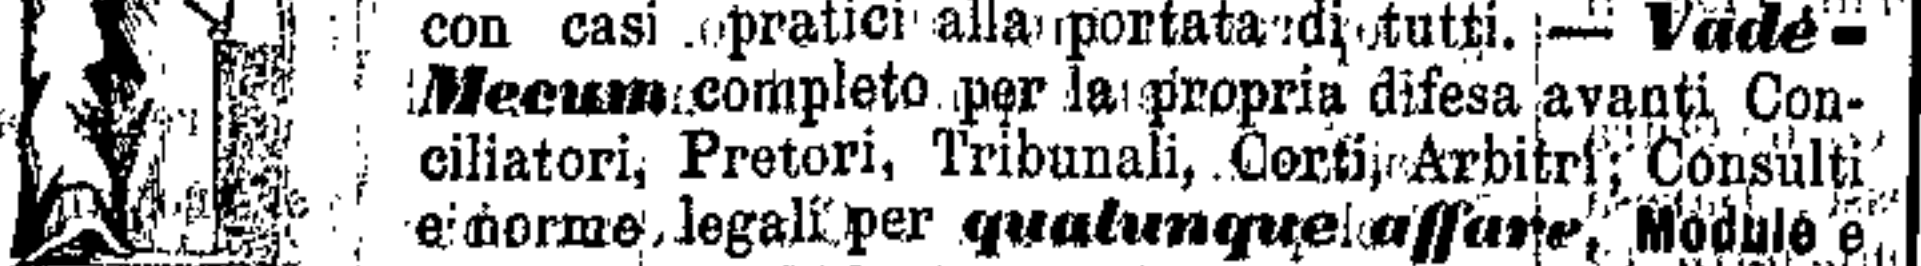 con casi pratici alla portata di tutti. — Vade-
Mecum completo per la propria difesa avanti Con-
ciliatori, Pretori, Tribunali, Corti, Arbitri; Consulti
e norme legali per qualunque affare, Module e